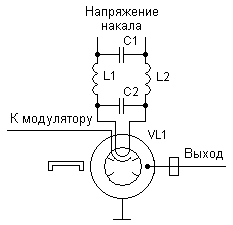 Напряжение
накала
C1
L1
L2
C2
К модулятору
VL1
Выход